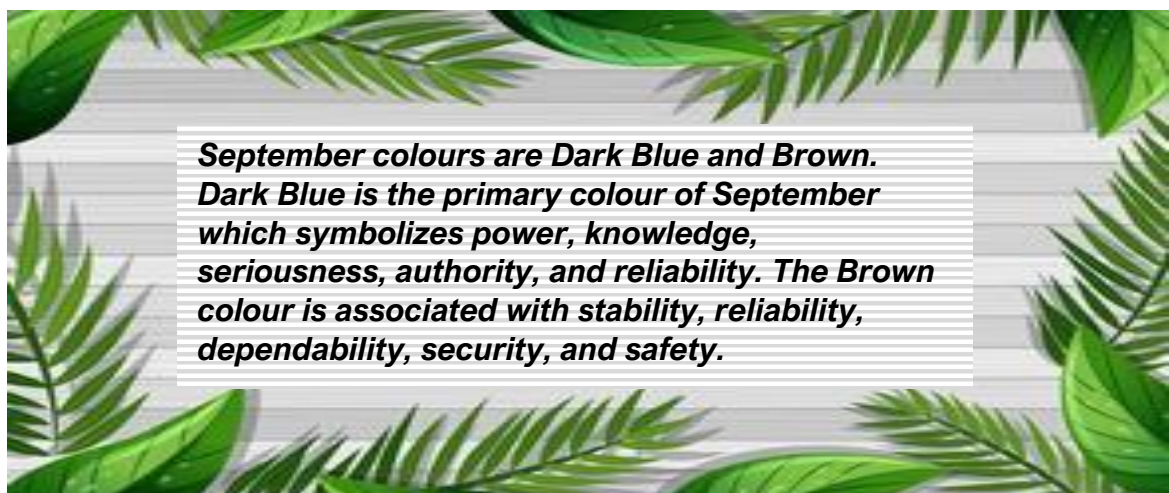 September colours are Dark Blue and Brown.
Dark Blue is the primary colour of September
which symbolizes power, knowledge,
seriousness, authority, and reliability. The Brown
colour is associated with stability, reliability,
dependability, security, and safety.